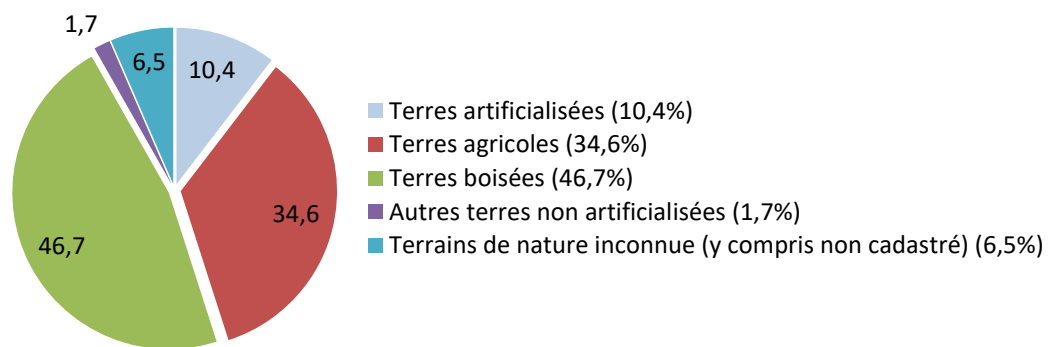 1,7
6,5
10,4
34,6
46,7
Terres artificialisées (10,4%)
Terres agricoles (34,6%)
Terres boisées (46,7%)
Autres terres non artificialisées (1,7%)
Terrains de nature inconnue (y compris non cadastré) (6,5%)